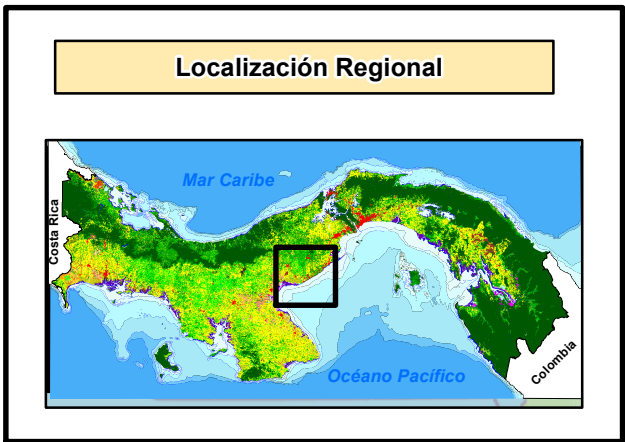 Localización Regional
Mar Caribe
Costa Rica
Colombia
Océano Pacífico